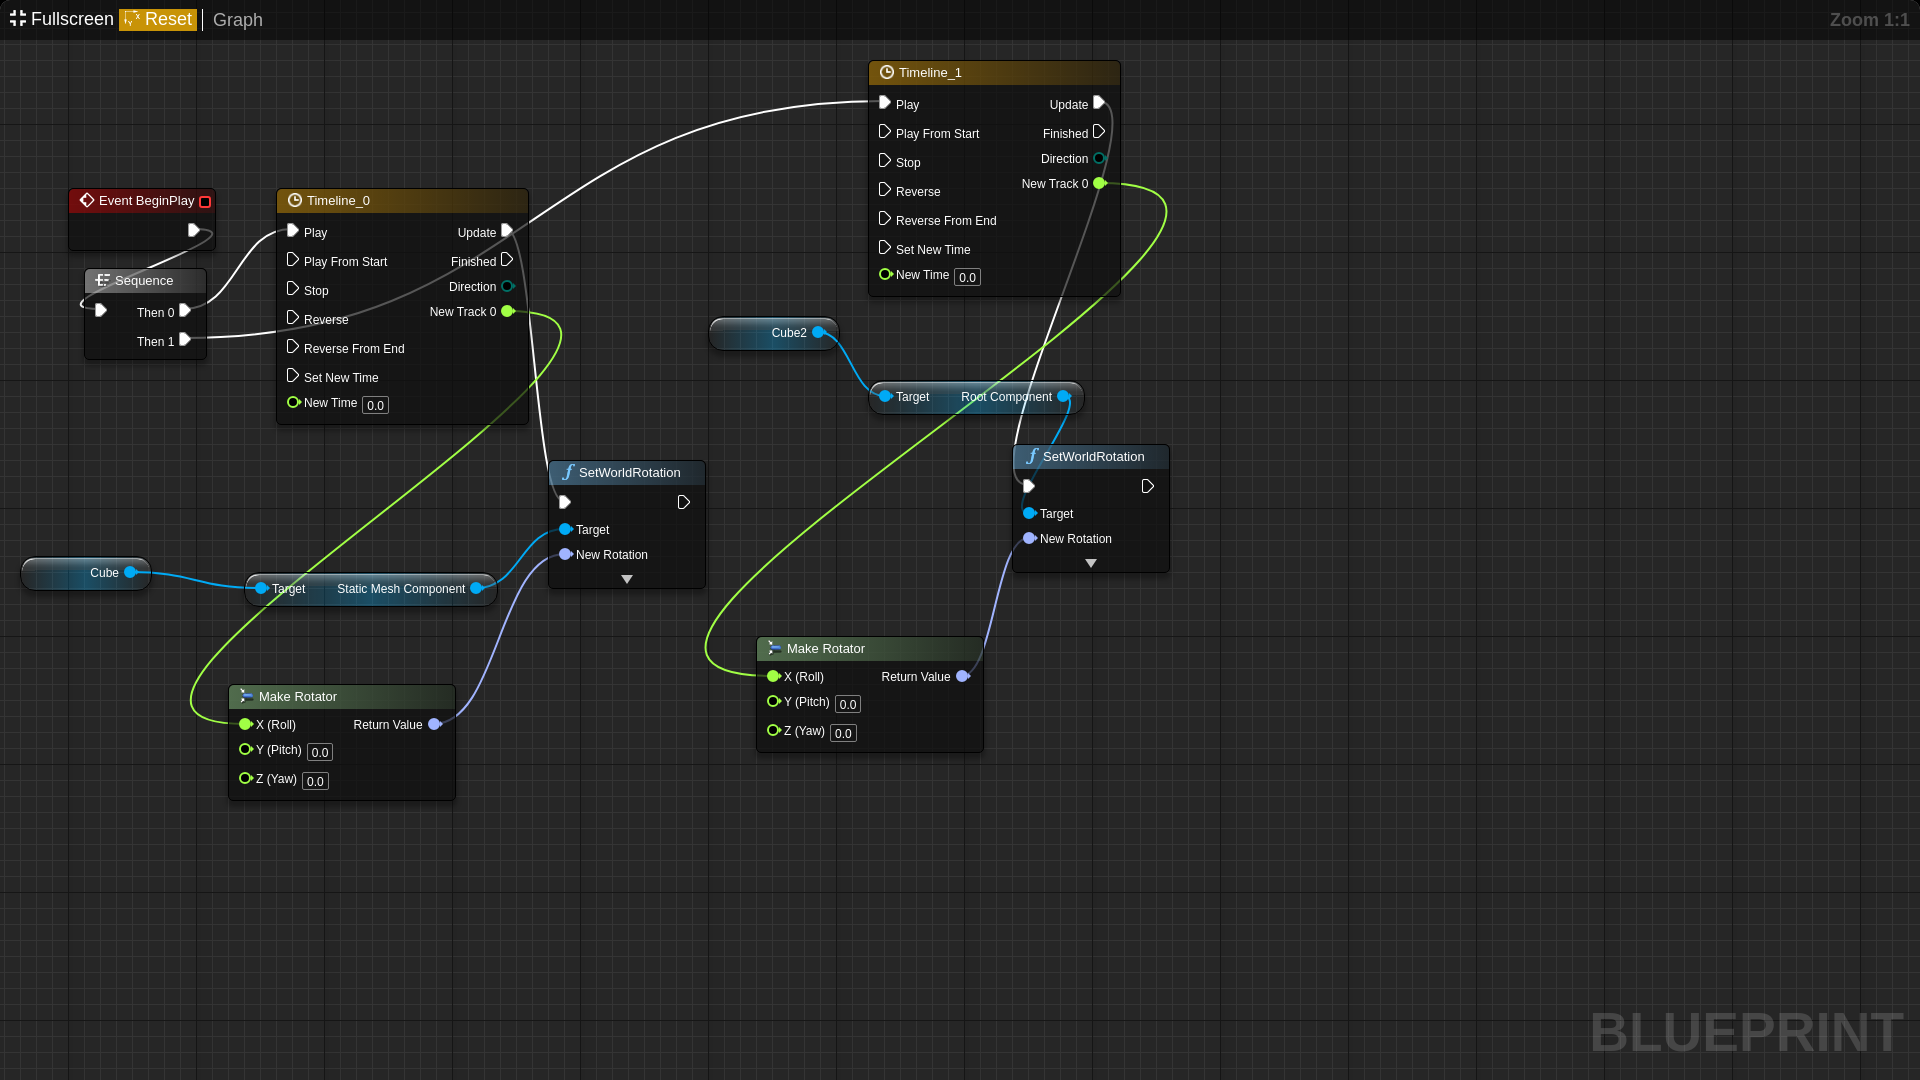 Fullscreen Reset Graph Zoom 1:1
Timeline_1
Play Update
Play From Start Finished
Stop Direction
Reverse New Track 0
Reverse From End
Set New Time
New Time 0.0
Event BeginPlay
Sequence
Then 0
Then 1
Timeline_0
Play Update
Play From Start Finished
Stop Direction
Reverse New Track 0
Reverse From End
Set New Time
New Time 0.0
Cube2
Target Root Component
SetWorldRotation
Target
New Rotation
SetWorldRotation
Target
New Rotation
Cube
Target Static Mesh Component
Make Rotator
X (Roll) Return Value
Y (Pitch) 0.0
Z (Yaw) 0.0
Make Rotator
X (Roll) Return Value
Y (Pitch) 0.0
Z (Yaw) 0.0
BLUEPRINT